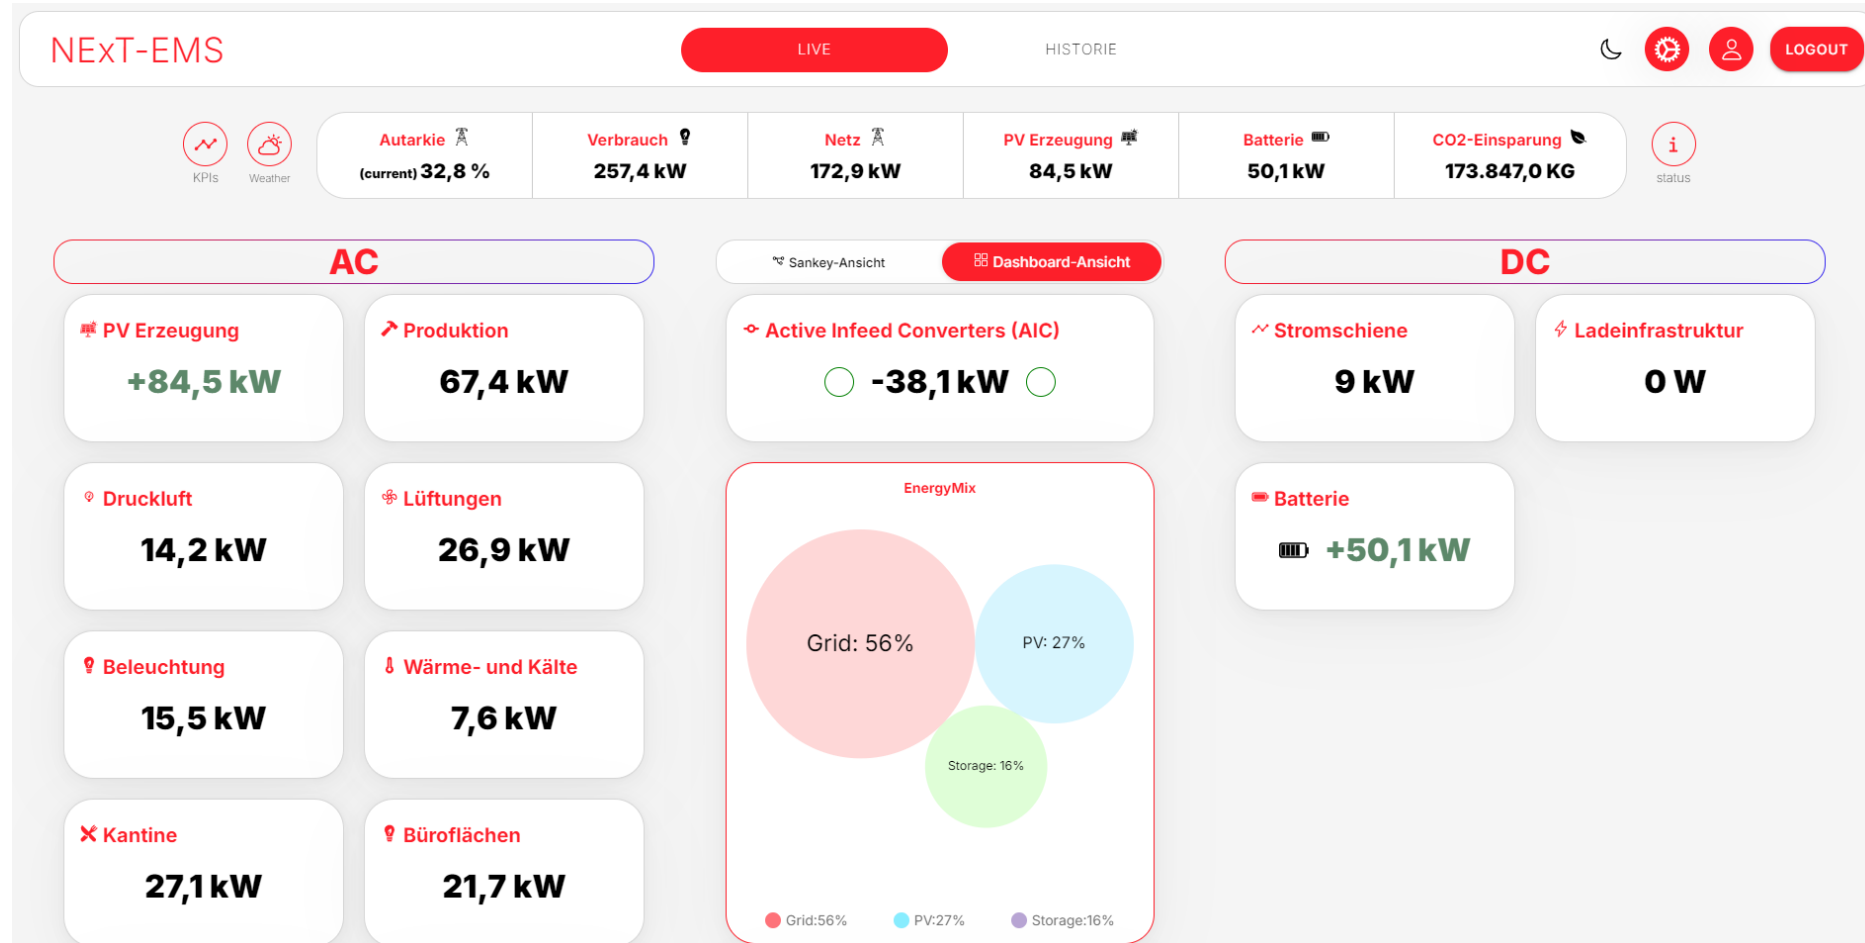 NExT-EMS
LIVE
HISTORIE
LOGOUT
KPIs
Weather
Autarkie
(current) 32,8 %
Verbrauch
257,4 kW
Netz
172,9 kW
PV Erzeugung
84,5 kW
Batterie
50,1 kW
CO2-Einsparung
173.847,0 KG
i
status
AC
Sankey-Ansicht
Dashboard-Ansicht
DC
PV Erzeugung
+84,5 kW
Produktion
67,4 kW
Active Infeed Converters (AIC)
-38,1 kW
Stromschiene
9 kW
Ladeinfrastruktur
0 W
Druckluft
14,2 kW
Lüftungen
26,9 kW
EnergyMix
Grid: 56%
PV: 27%
Storage: 16%
Grid:56%
PV:27%
Storage:16%
Batterie
+50,1 kW
Beleuchtung
15,5 kW
Wärme- und Kälte
7,6 kW
Kantine
27,1 kW
Büroflächen
21,7 kW